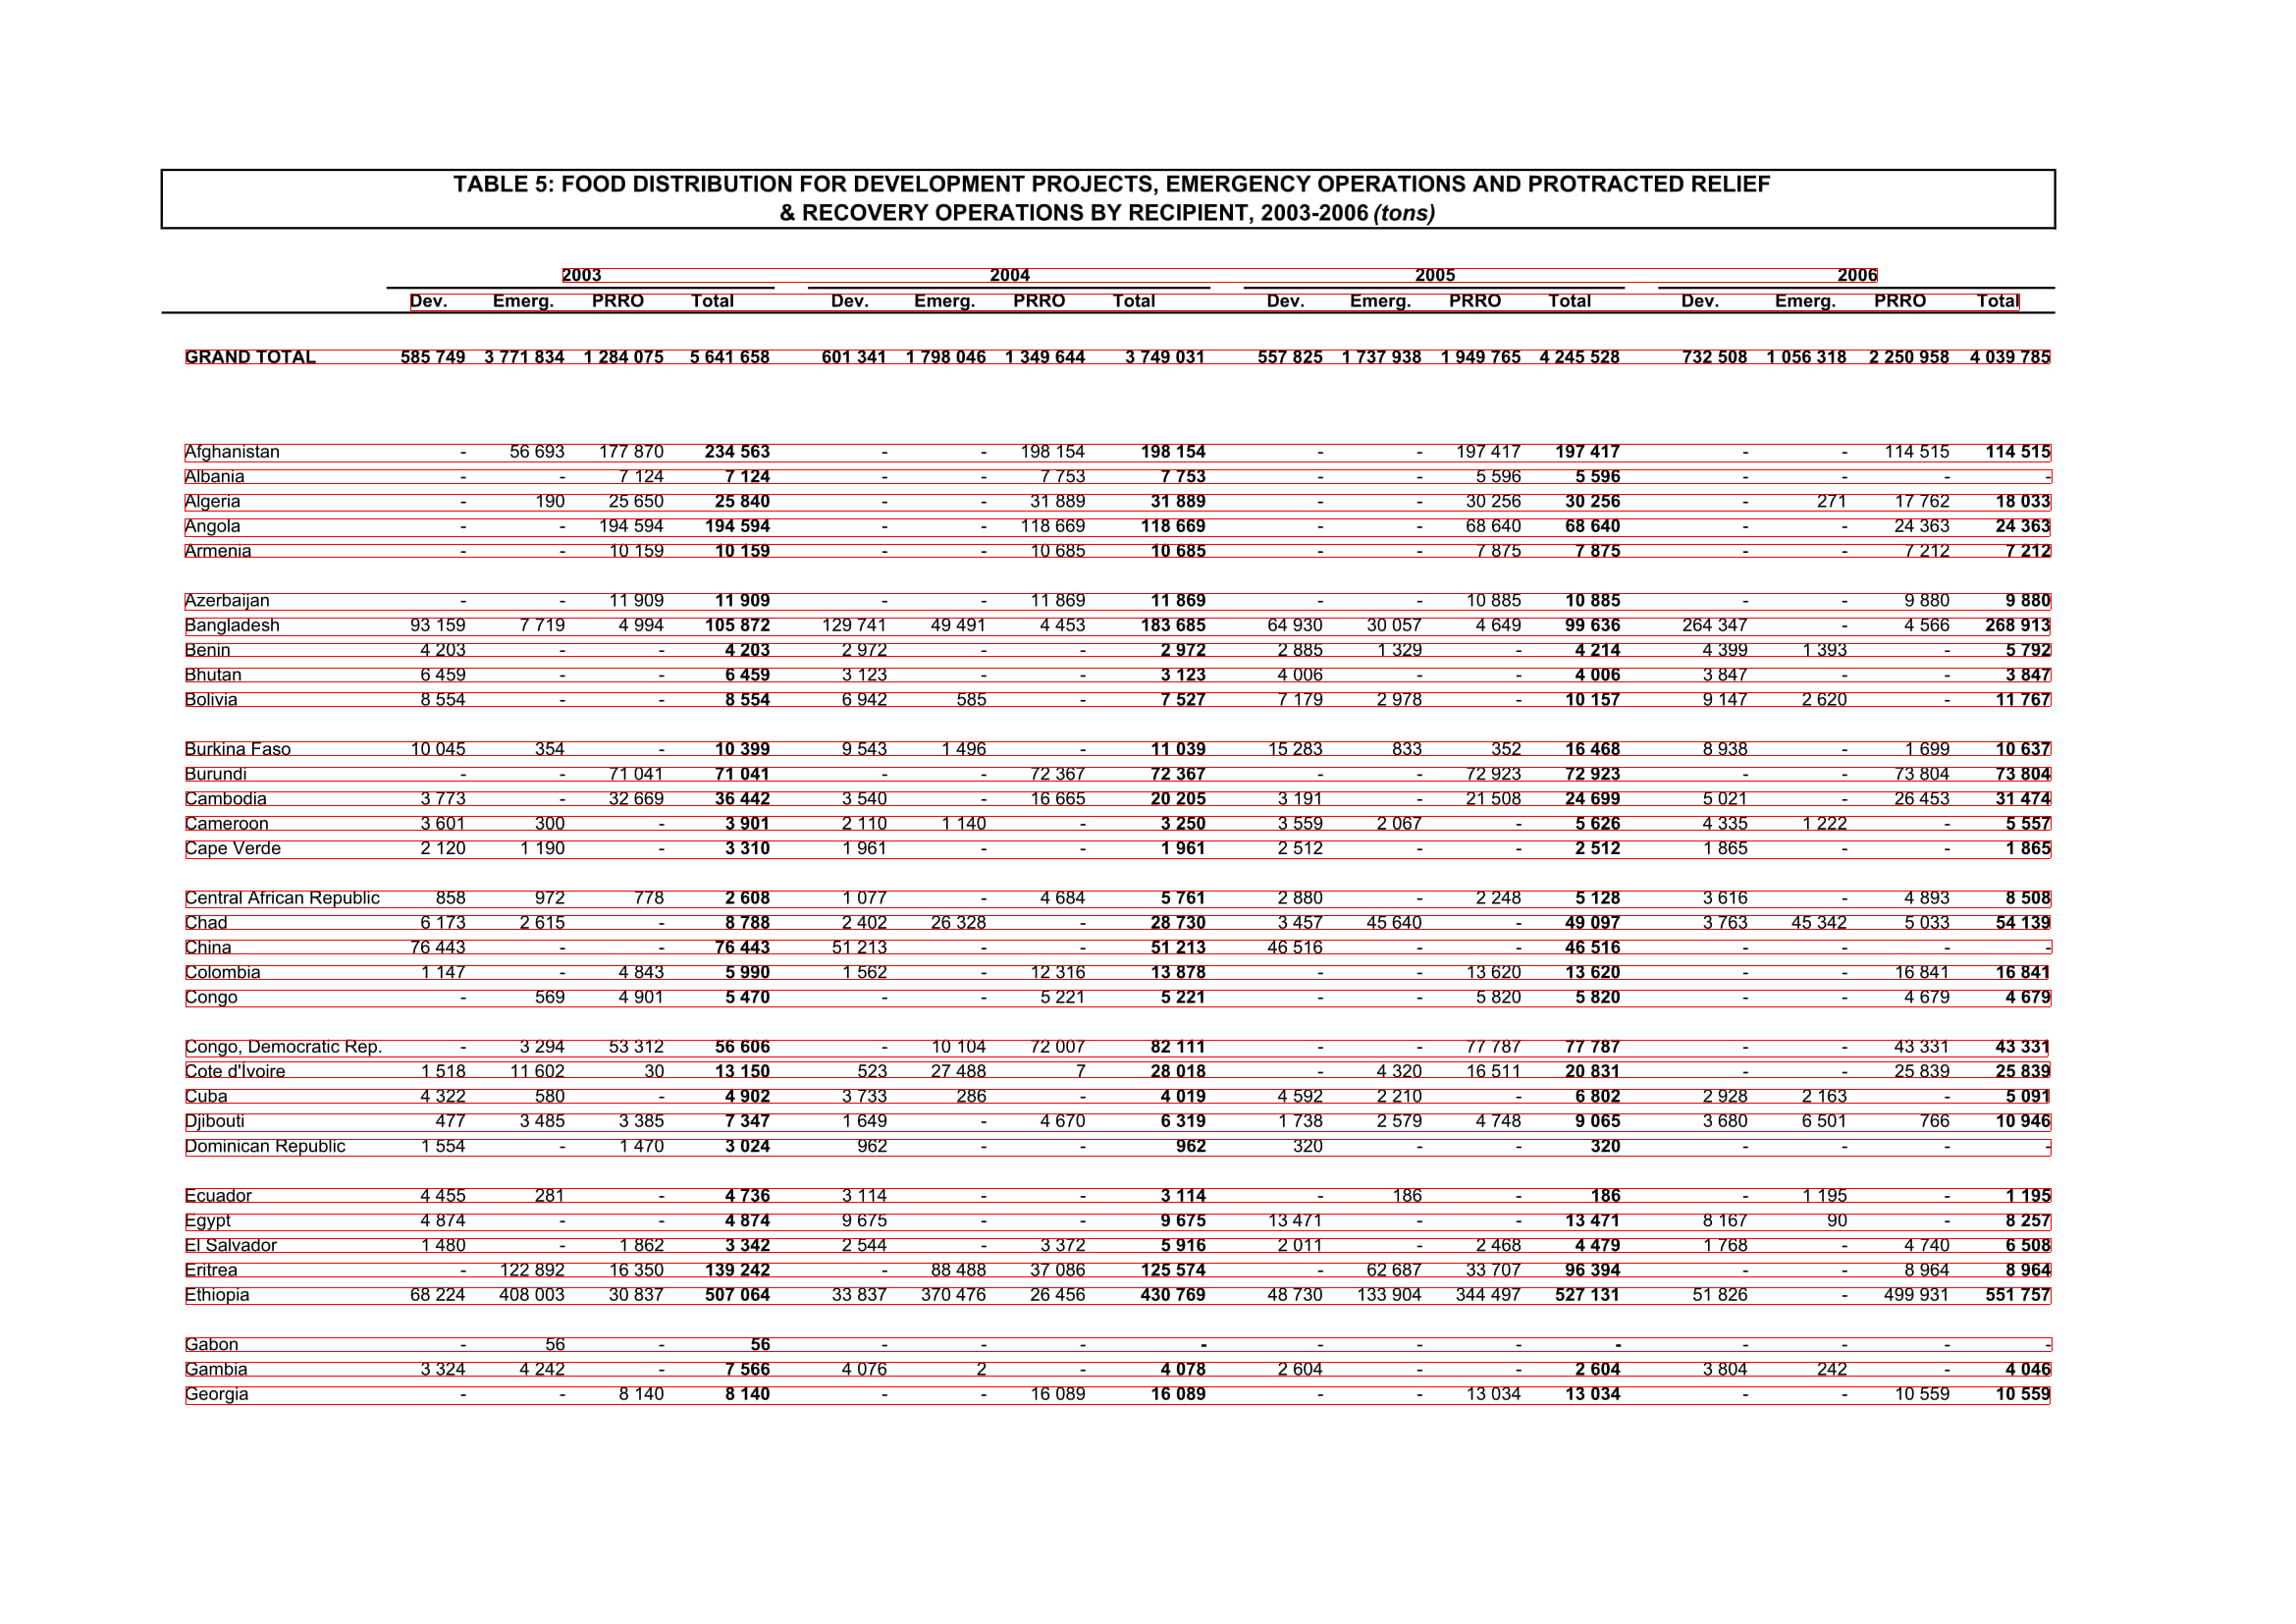 TABLE 5: FOOD DISTRIBUTION FOR DEVELOPMENT PROJECTS, EMERGENCY OPERATIONS AND PROTRACTED RELIEF
& RECOVERY OPERATIONS BY RECIPIENT, 2003-2006 (tons)
2003 2004 2005 2006
Dev. Emerg. PRRO Total Dev. Emerg. PRRO Total Dev. Emerg. PRRO Total Dev. Emerg. PRRO Total
GRAND TOTAL 585 749 3 771 834 1 284 075 5 641 658 601 341 1 798 046 1 349 644 3 749 031 557 825 1 737 938 1 949 765 4 245 528 732 508 1 056 318 2 250 958 4 039 785
Afghanistan - 56 693 177 870 234 563 - - 198 154 198 154 - - 197 417 197 417 - - 114 515 114 515
Albania - - 7 124 7 124 - - 7 753 7 753 - - 5 596 5 596 - - - -
Algeria - 190 25 650 25 840 - - 31 889 31 889 - - 30 256 30 256 - 271 17 762 18 033
Angola - - 194 594 194 594 - - 118 669 118 669 - - 68 640 68 640 - - 24 363 24 363
Armenia - - 10 159 10 159 - - 10 685 10 685 - - 7 875 7 875 - - 7 212 7 212
Azerbaijan - - 11 909 11 909 - - 11 869 11 869 - - 10 885 10 885 - - 9 880 9 880
Bangladesh 93 159 7 719 4 994 105 872 129 741 49 491 4 453 183 685 64 930 30 057 4 649 99 636 264 347 - 4 566 268 913
Benin 4 203 - - 4 203 2 972 - - 2 972 2 885 1 329 - 4 214 4 399 1 393 - 5 792
Bhutan 6 459 - - 6 459 3 123 - - 3 123 4 006 - - 4 006 3 847 - - 3 847
Bolivia 8 554 - - 8 554 6 942 585 - 7 527 7 179 2 978 - 10 157 9 147 2 620 - 11 767
Burkina Faso 10 045 354 - 10 399 9 543 1 496 - 11 039 15 283 833 352 16 468 8 938 - 1 699 10 637
Burundi - - 71 041 71 041 - - 72 367 72 367 - - 72 923 72 923 - - 73 804 73 804
Cambodia 3 773 - 32 669 36 442 3 540 - 16 665 20 205 3 191 - 21 508 24 699 5 021 - 26 453 31 474
Cameroon 3 601 300 - 3 901 2 110 1 140 - 3 250 3 559 2 067 - 5 626 4 335 1 222 - 5 557
Cape Verde 2 120 1 190 - 3 310 1 961 - - 1 961 2 512 - - 2 512 1 865 - - 1 865
Central African Republic 858 972 778 2 608 1 077 - 4 684 5 761 2 880 - 2 248 5 128 3 616 - 4 893 8 508
Chad 6 173 2 615 - 8 788 2 402 26 328 - 28 730 3 457 45 640 - 49 097 3 763 45 342 5 033 54 139
China 76 443 - - 76 443 51 213 - - 51 213 46 516 - - 46 516 - - - -
Colombia 1 147 - 4 843 5 990 1 562 - 12 316 13 878 - - 13 620 13 620 - - 16 841 16 841
Congo - 569 4 901 5 470 - - 5 221 5 221 - - 5 820 5 820 - - 4 679 4 679
Congo, Democratic Rep. - 3 294 53 312 56 606 - 10 104 72 007 82 111 - - 77 787 77 787 - - 43 331 43 331
Cote d'Ívoire 1 518 11 602 30 13 150 523 27 488 7 28 018 - 4 320 16 511 20 831 - - 25 839 25 839
Cuba 4 322 580 - 4 902 3 733 286 - 4 019 4 592 2 210 - 6 802 2 928 2 163 - 5 091
Djibouti 477 3 485 3 385 7 347 1 649 - 4 670 6 319 1 738 2 579 4 748 9 065 3 680 6 501 766 10 946
Dominican Republic 1 554 - 1 470 3 024 962 - - 962 320 - - 320 - - - -
Ecuador 4 455 281 - 4 736 3 114 - - 3 114 - 186 - 186 - 1 195 - 1 195
Egypt 4 874 - - 4 874 9 675 - - 9 675 13 471 - - 13 471 8 167 90 - 8 257
El Salvador 1 480 - 1 862 3 342 2 544 - 3 372 5 916 2 011 - 2 468 4 479 1 768 - 4 740 6 508
Eritrea - 122 892 16 350 139 242 - 88 488 37 086 125 574 - 62 687 33 707 96 394 - - 8 964 8 964
Ethiopia 68 224 408 003 30 837 507 064 33 837 370 476 26 456 430 769 48 730 133 904 344 497 527 131 51 826 - 499 931 551 757
Gabon - 56 - 56 - - - - - - - - - - - -
Gambia 3 324 4 242 - 7 566 4 076 2 - 4 078 2 604 - - 2 604 3 804 242 - 4 046
Georgia - - 8 140 8 140 - - 16 089 16 089 - - 13 034 13 034 - - 10 559 10 559